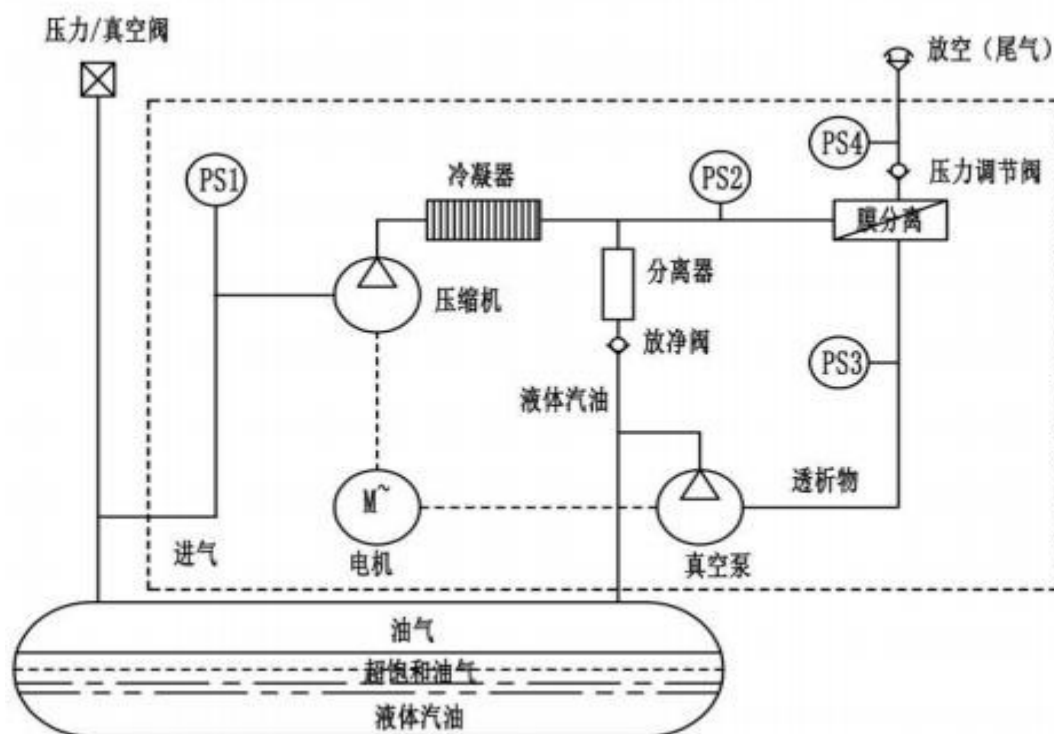 压力/真空阀
放空（尾气）
PS1
冷凝器
PS2
PS4
压力调节阀
膜分离
分离器
压缩机
放净阀
PS3
液体汽油
透析物
M~
进气
电机
真空泵
油气
超饱和油气
液体汽油